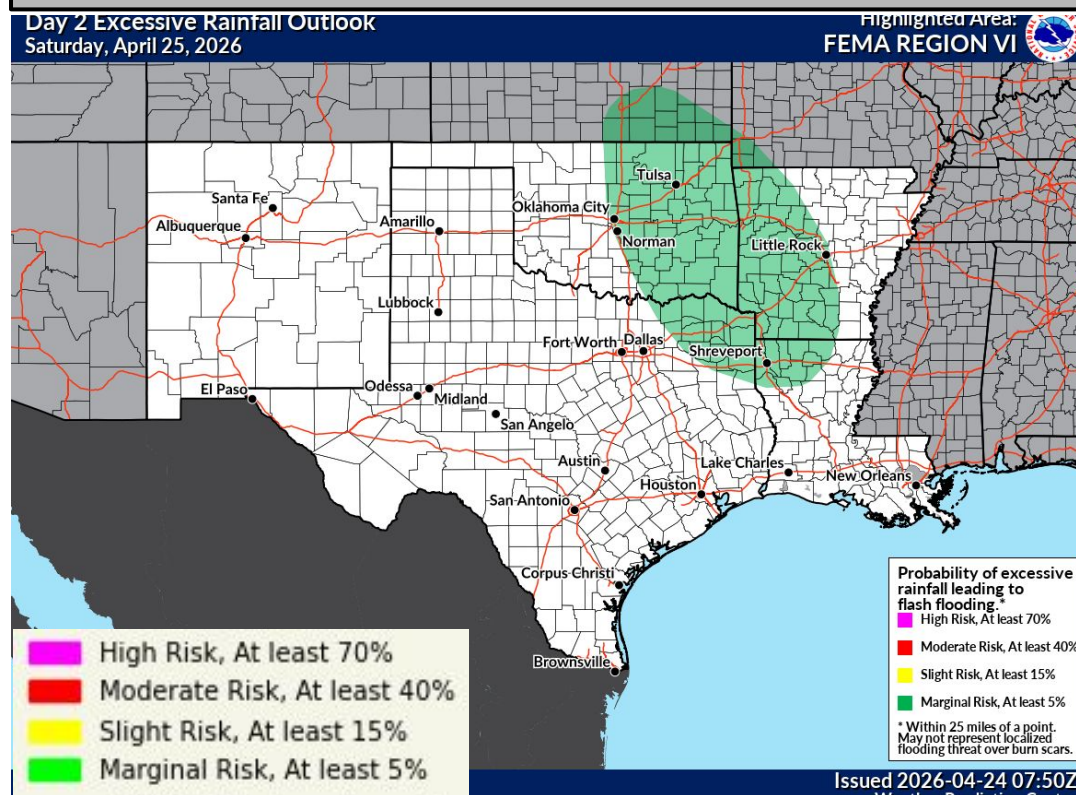 Day 2 Excessive Rainfall Outlook
Saturday, April 25, 2026
Highlighted Area:
FEMA REGION VI
Santa Fe
Albuquerque
Amarillo
Lubbock
Tulsa
Oklahoma City
Norman
Little Rock
Fort Worth
Dallas
Shreveport
El Paso
Odessa
Midland
San Angelo
Austin
Houston
Lake Charles
New Orleans
San Antonio
Corpus Christi
Brownsville
High Risk, At least 70%
Moderate Risk, At least 40%
Slight Risk, At least 15%
Marginal Risk, At least 5%
Probability of excessive
rainfall leading to
flash flooding.*
High Risk, At least 70%
Moderate Risk, At least 40%
Slight Risk, At least 15%
Marginal Risk, At least 5%
* Within 25 miles of a point.
May not represent localized
flooding threat over burn scars.
Issued 2026-04-24 07:50Z
Weather Prediction Center